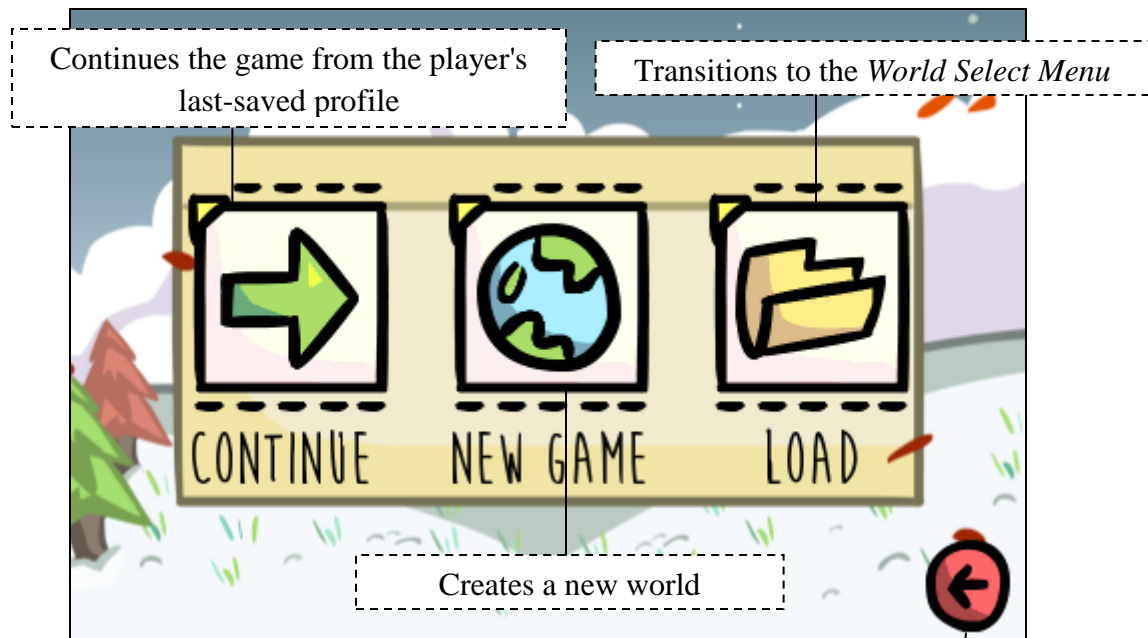 Continues the game from the player's
last-saved profile
Transitions to the World Select Menu
CONTINUE
NEW GAME
LOAD
Creates a new world